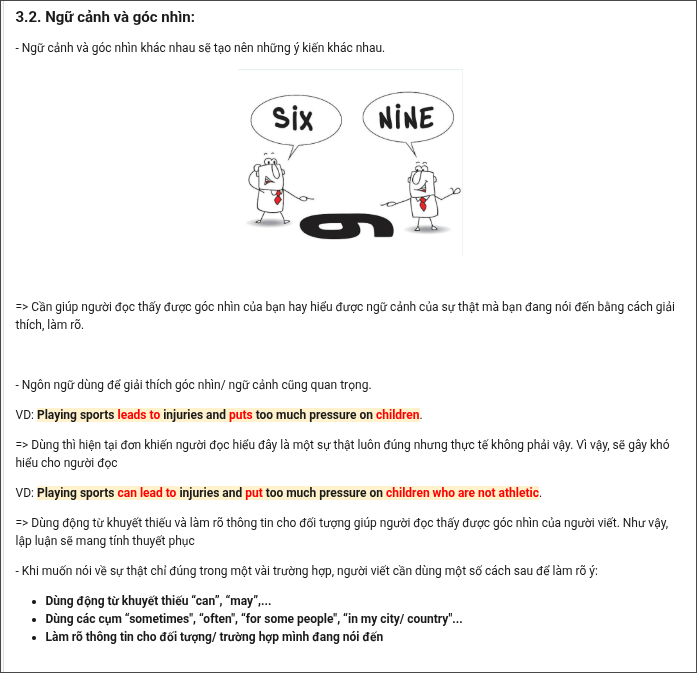 3.2. Ngữ cảnh và góc nhìn:
- Ngữ cảnh và góc nhìn khác nhau sẽ tạo nên những ý kiến khác nhau.
SIX
NINE
=> Cần giúp người đọc thấy được góc nhìn của bạn hay hiểu được ngữ cảnh của sự thật mà bạn đang nói đến bằng cách giải
thích, làm rõ.
- Ngôn ngữ dùng để giải thích góc nhìn/ ngữ cảnh cũng quan trọng.
VD: Playing sports leads to injuries and puts too much pressure on children.
=> Dùng thì hiện tại đơn khiến người đọc hiểu đây là một sự thật luôn đúng nhưng thực tế không phải vậy. Vì vậy, sẽ gây khó
hiểu cho người đọc
VD: Playing sports can lead to injuries and put too much pressure on children who are not athletic.
=> Dùng động từ khuyết thiếu và làm rõ thông tin cho đối tượng giúp người đọc thấy được góc nhìn của người viết. Như vậy,
lập luận sẽ mang tính thuyết phục
- Khi muốn nói về sự thật chỉ đúng trong một vài trường hợp, người viết cần dùng một số cách sau để làm rõ ý:
• Dùng động từ khuyết thiếu “can”, “may”,...
• Dùng các cụm “sometimes", “often", “for some people", “in my city/ country"...
• Làm rõ thông tin cho đối tượng/ trường hợp mình đang nói đến